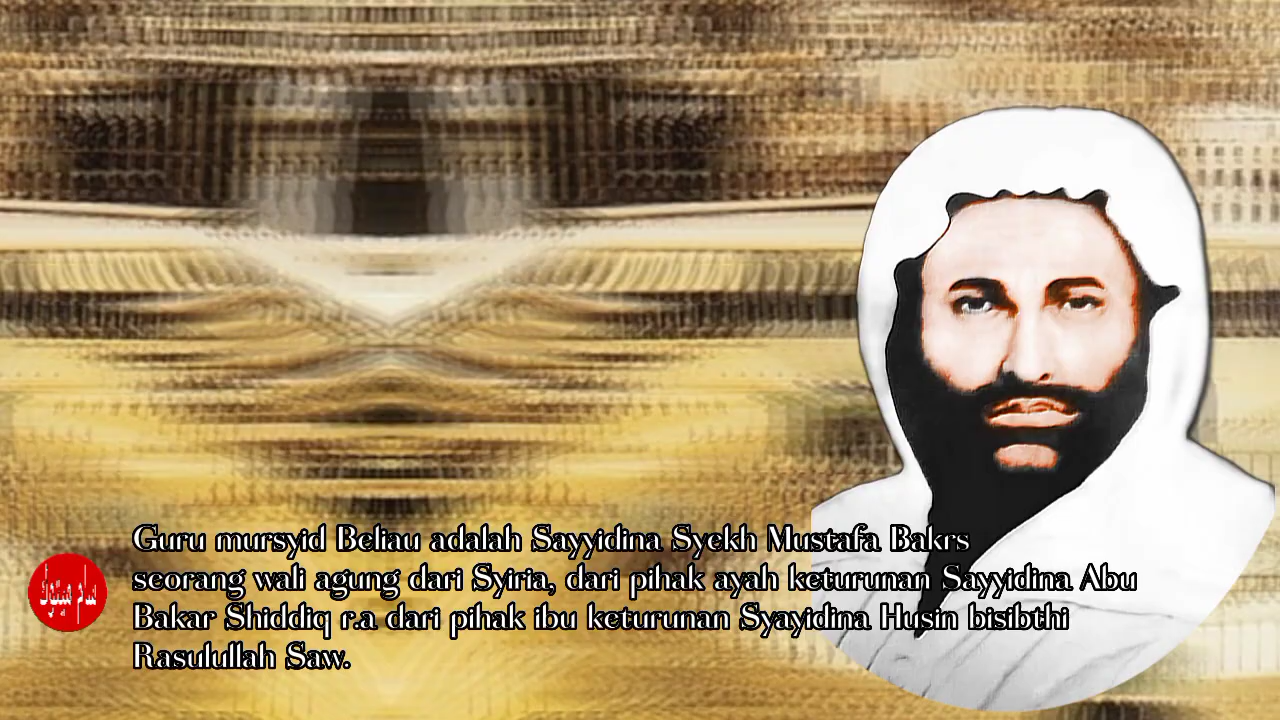 Guru mursyid Beliau adalah Sayyidina Syekh Mustafa Bakrs
seorang wali agung dari Syiria, dari pihak ayah keturunan Sayyidina Abu
Bakar Shiddiq r.a dari pihak ibu keturunan Syayidina Husin bisibthi
Rasulullah Saw.